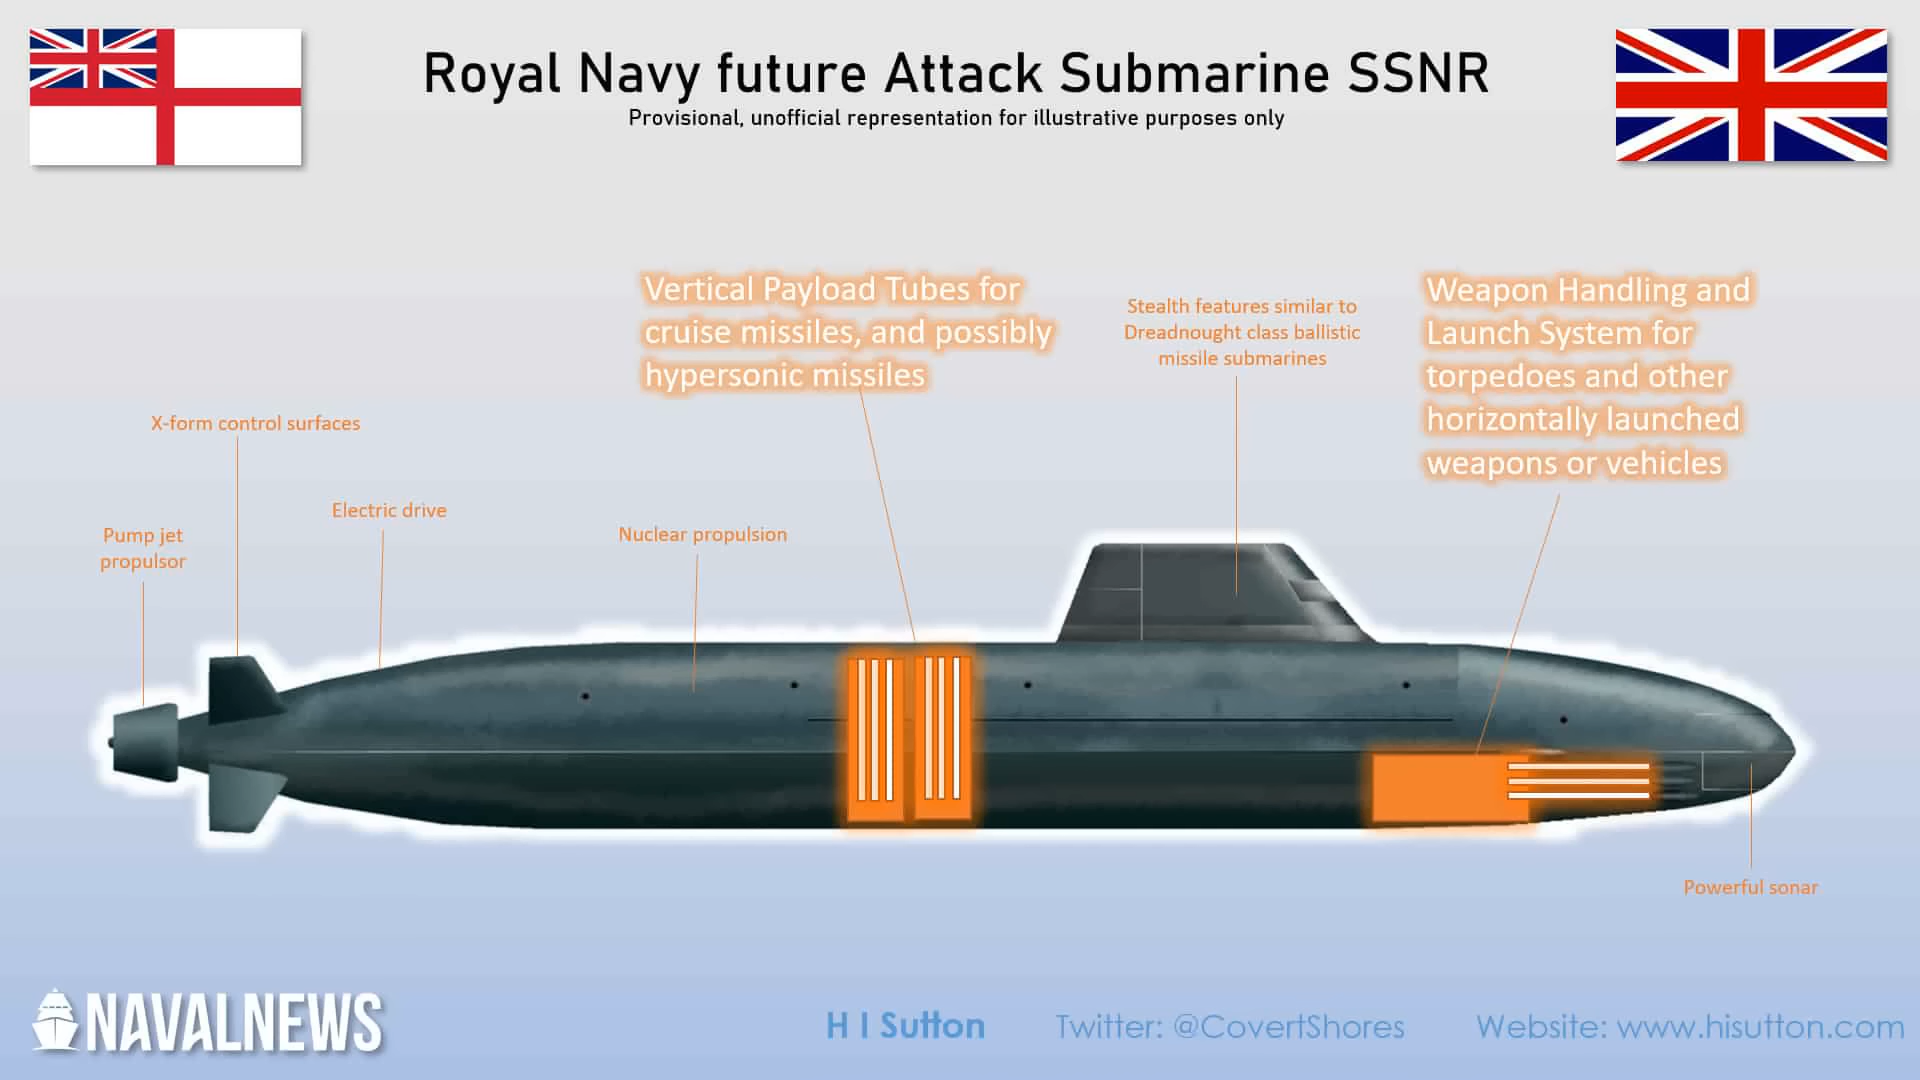 Royal Navy future Attack Submarine SSNR
Provisional, unofficial representation for illustrative purposes only
Vertical Payload Tubes for
cruise missiles, and possibly
hypersonic missiles
Stealth features similar to
Dreadnought class ballistic
missile submarines
Weapon Handling and
Launch System for
torpedoes and other
horizontally launched
weapons or vehicles
X-form control surfaces
Electric drive
Pump jet
propulsor
Nuclear propulsion
Powerful sonar
NAVALNEWS
H I Sutton
Twitter: @CovertShores
Website: www.hisutton.com